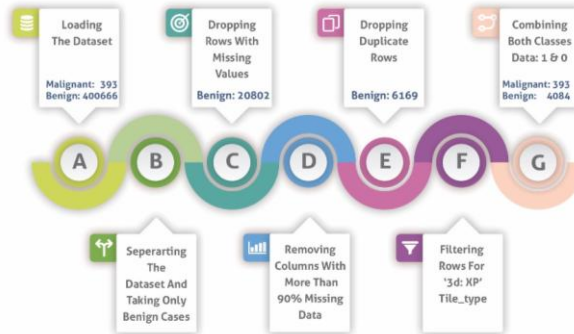 Loading
The Dataset
Malignant: 393
Benign: 400666
Dropping
Rows With
Missing
Values
Benign: 20802
Dropping
Duplicate
Rows
Benign: 6169
Combining
Both Classes
Data: 1 & 0
Malignant: 393
Benign: 4084
A
B
C
D
E
F
G
Seperarting
The
Dataset And
Taking Only
Benign Cases
Removing
Columns With
More Than
90% Missing
Data
Filtering
Rows For
'3d: XP'
Tile_type